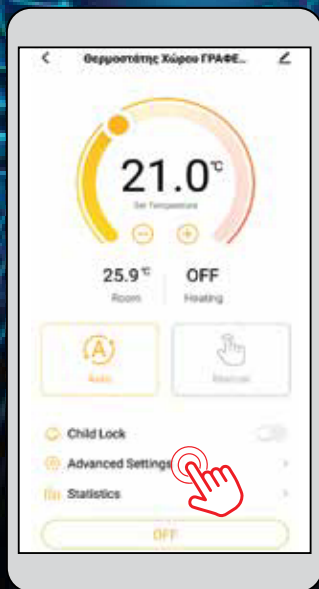 Θερμοστάτης Χώρου ΓΡΑΦΕ...
21.0°C
Set Temperature
25.9°C OFF
Room Heating
Auto Manual
Child Lock
Advanced Settings
Statistics
OFF